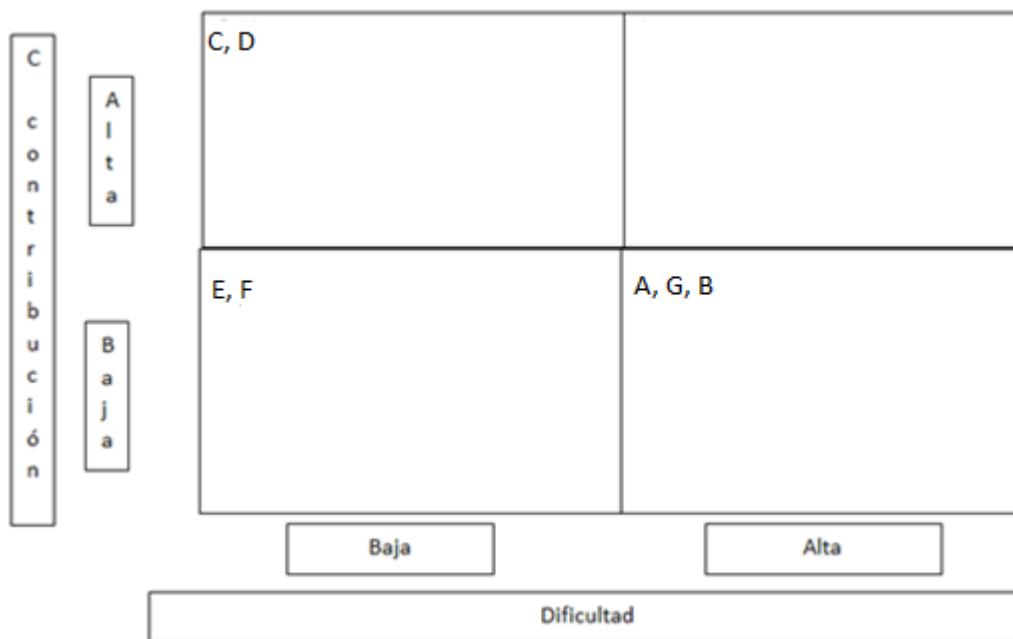 C contribución
Alta
C, D
Baja
E, F
A, G, B
Baja
Alta
Dificultad